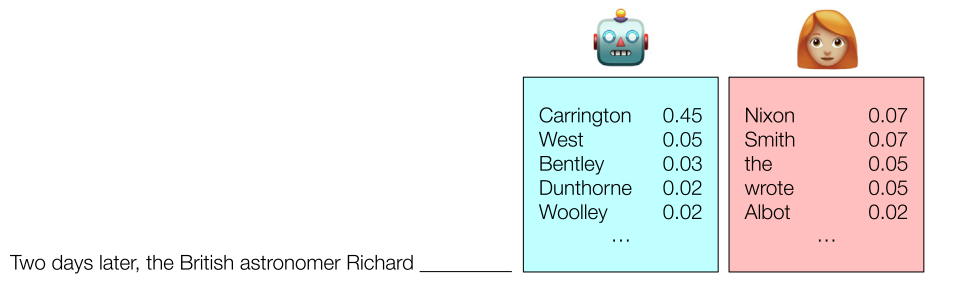 Carrington 0.45
West 0.05
Bentley 0.03
Dunthorne 0.02
Woolley 0.02
...
Nixon 0.07
Smith 0.07
the 0.05
wrote 0.05
Albot 0.02
...
Two days later, the British astronomer Richard ________